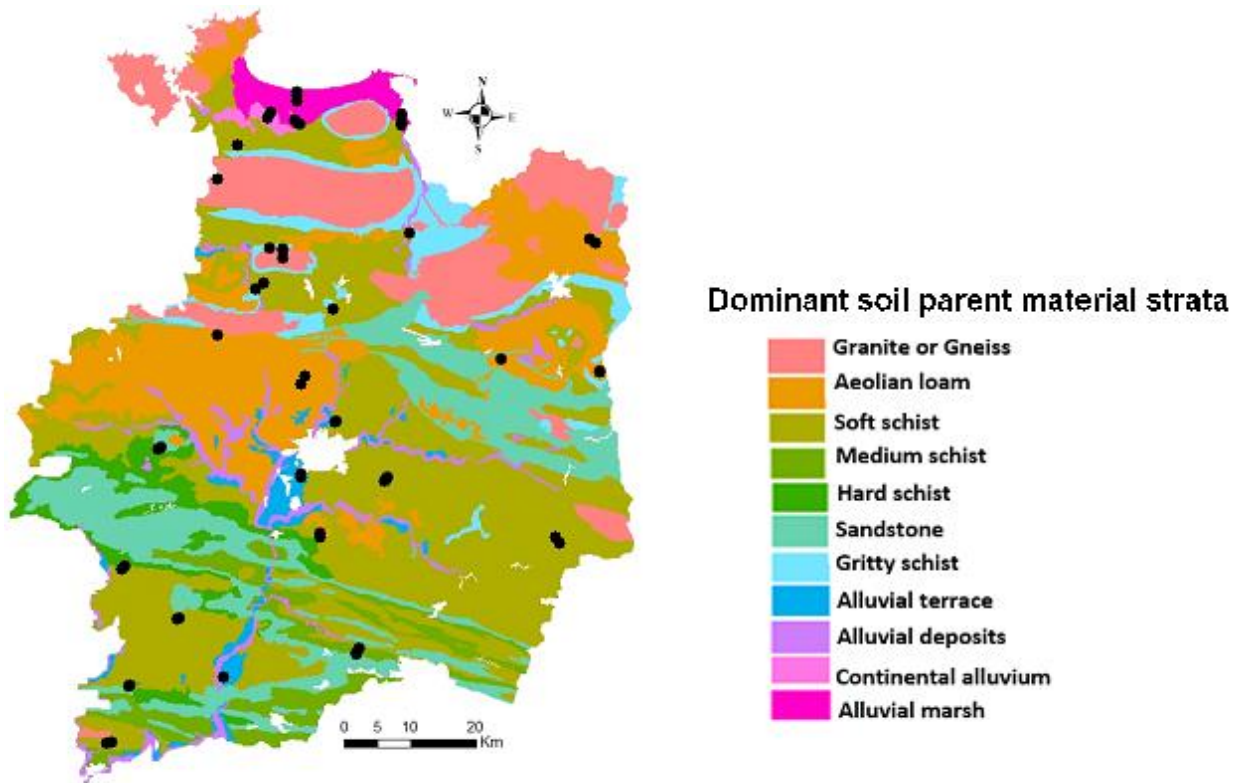 N
W E
S
Dominant soil parent material strata
Granite or Gneiss
Aeolian loam
Soft schist
Medium schist
Hard schist
Sandstone
Gritty schist
Alluvial terrace
Alluvial deposits
Continental alluvium
Alluvial marsh
0 5 10 20
Km